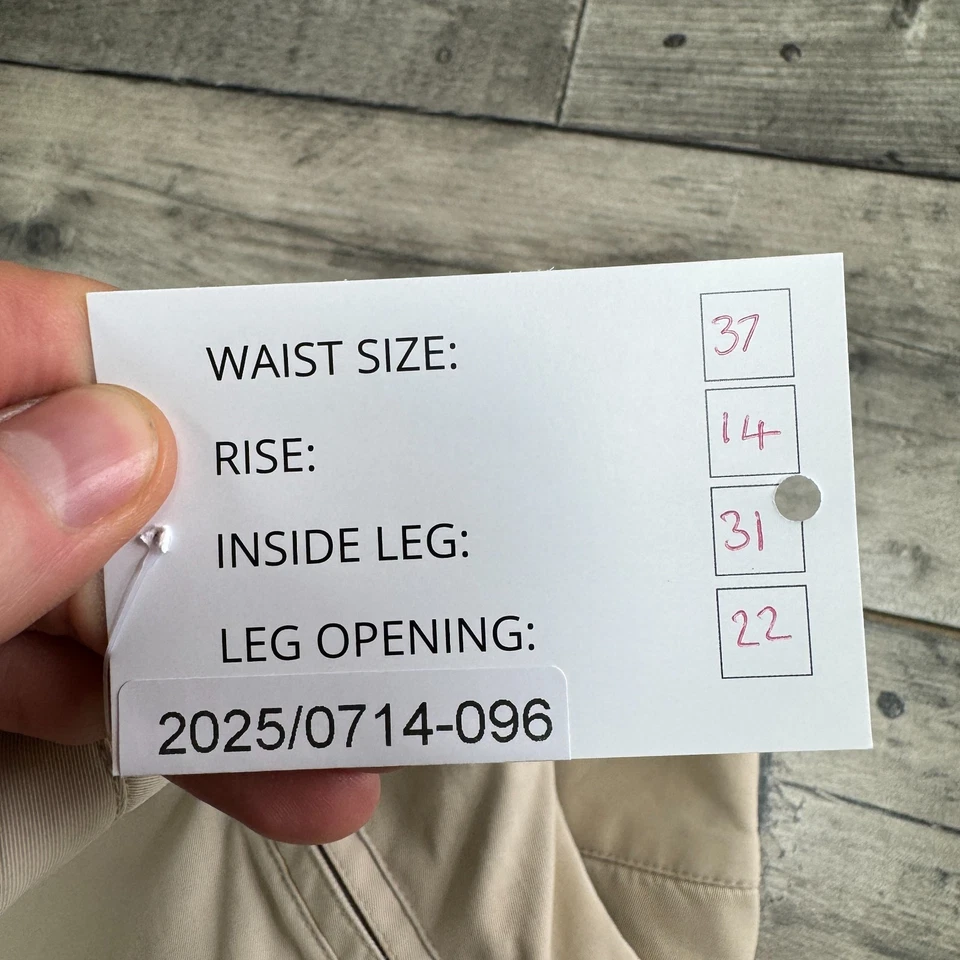 WAIST SIZE: 37
RISE: 14
INSIDE LEG: 31
LEG OPENING: 22
2025/0714-096